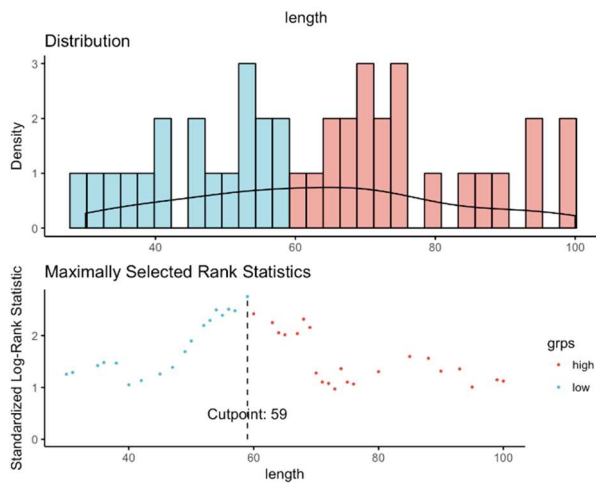 length
Distribution
3
2
1
0
Density
40
60
80
100
Maximally Selected Rank Statistics
2
1
0
Standardized Log-Rank Statistic
Cutpoint: 59
40
60
80
100
length
grps
high
low